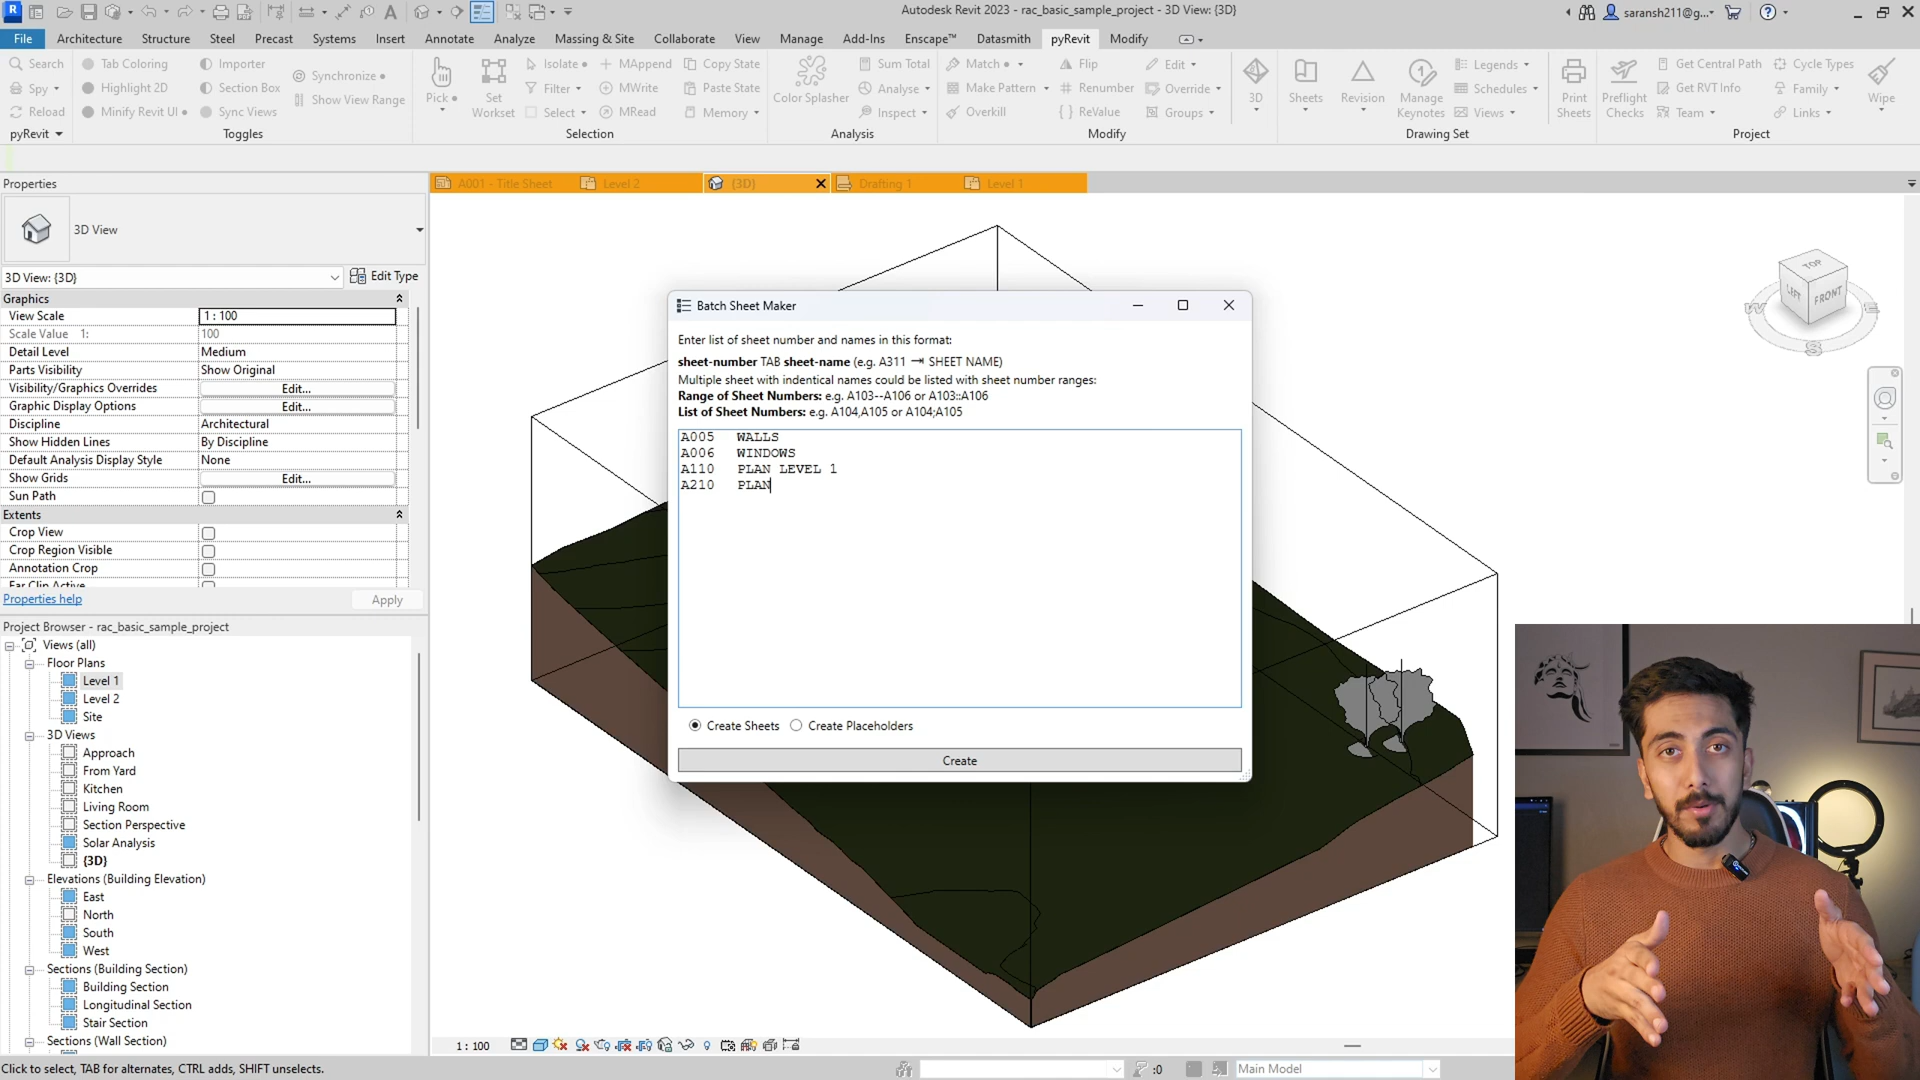 Autodesk Revit 2023 - rac_basic_sample_project - 3D View: {3D}
saransh211@g...
File Architecture Structure Steel Precast Systems Insert Annotate Analyze Massing & Site Collaborate View Manage Add-Ins Enscape™ Datasmith pyRevit Modify
Search Tab Coloring Importer Synchronize Isolate MAppend Copy State Sum Total Match Flip Edit Legends Get Central Path Cycle Types
Spy Highlight 2D Section Box Show View Range Pick Set Workset Filter MWrite Paste State Color Splasher Analyse Make Pattern Renumber Override 3D Sheets Revision Manage Keynotes Schedules Print Sheets Preflight Checks Get RVT Info Family Wipe
Reload Minify Revit UI Sync Views Select MRead Memory Inspect Overkill ReValue Groups Views Team Links
pyRevit Toggles Selection Analysis Modify Drawing Set Project
Properties
A001 - Title Sheet Level 2 {3D} Drafting 1 Level 1
3D View
3D View: {3D} Edit Type
Graphics
View Scale 1 : 100
Scale Value 1: 100
Detail Level Medium
Parts Visibility Show Original
Visibility/Graphics Overrides Edit...
Graphic Display Options Edit...
Discipline Architectural
Show Hidden Lines By Discipline
Default Analysis Display Style None
Show Grids Edit...
Sun Path
Extents
Crop View
Crop Region Visible
Annotation Crop
Far Clip Active
Properties help Apply
Project Browser - rac_basic_sample_project
Views (all)
Floor Plans
Level 1
Level 2
Site
3D Views
Approach
From Yard
Kitchen
Living Room
Section Perspective
Solar Analysis
{3D}
Elevations (Building Elevation)
East
North
South
West
Sections (Building Section)
Building Section
Longitudinal Section
Stair Section
Sections (Wall Section)
Batch Sheet Maker
Enter list of sheet number and names in this format:
sheet-number TAB sheet-name (e.g. A311 ⇥ SHEET NAME)
Multiple sheet with indentical names could be listed with sheet number ranges:
Range of Sheet Numbers: e.g. A103--A106 or A103::A106
List of Sheet Numbers: e.g. A104,A105 or A104;A105
A005 WALLS
A006 WINDOWS
A110 PLAN LEVEL 1
A210 PLAN
Create Sheets Create Placeholders
Create
TOP
LEFT FRONT
W E
S
1 : 100
Click to select, TAB for alternates, CTRL adds, SHIFT unselects.
:0 Main Model